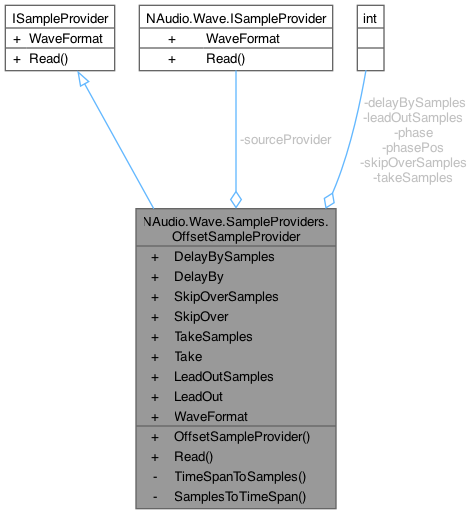 ISampleProvider
+ WaveFormat
+ Read()
NAudio.Wave.ISampleProvider
+ WaveFormat
+ Read()
int
-sourceProvider
-delayBySamples
-leadOutSamples
-phase
-phasePos
-skipOverSamples
-takeSamples
NAudio.Wave.SampleProviders.
OffsetSampleProvider
+ DelayBySamples
+ DelayBy
+ SkipOverSamples
+ SkipOver
+ TakeSamples
+ Take
+ LeadOutSamples
+ LeadOut
+ WaveFormat
+ OffsetSampleProvider()
+ Read()
- TimeSpanToSamples()
- SamplesToTimeSpan()